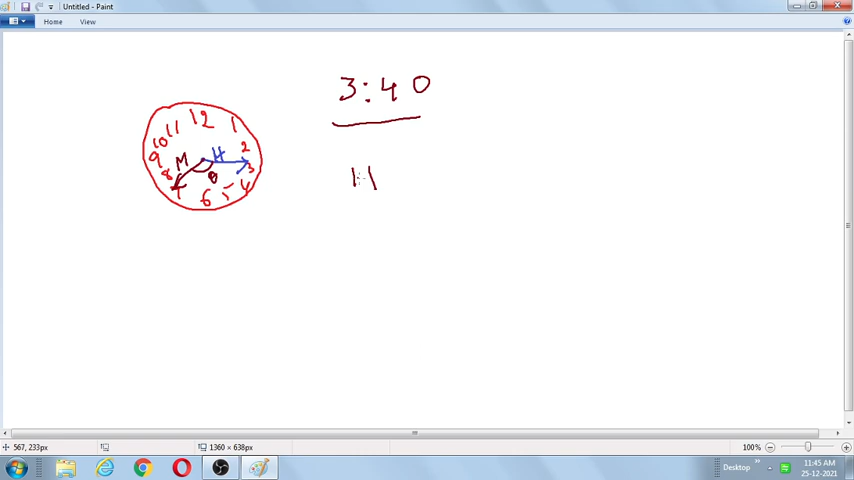 Untitled - Paint
Home View
3:40
12
11 1
10 2
9 M H 3
8 θ 4
7 5
6
567, 233px 1360 × 638px 100%
Desktop » 11:45 AM
25-12-2021